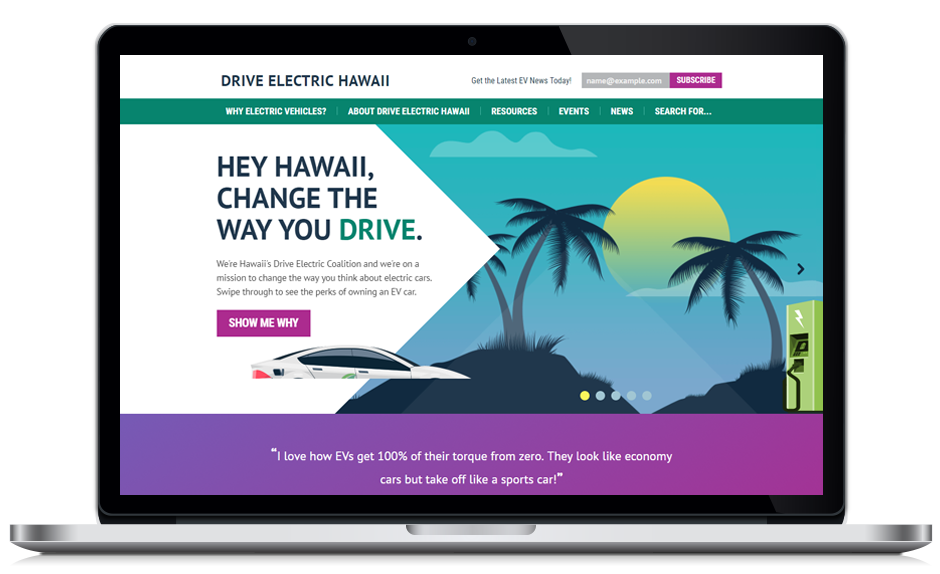 DRIVE ELECTRIC HAWAII
Get the Latest EV News Today!
name@example.com
SUBSCRIBE
WHY ELECTRIC VEHICLES?
ABOUT DRIVE ELECTRIC HAWAII
RESOURCES
EVENTS
NEWS
SEARCH FOR...
HEY HAWAII,
CHANGE THE
WAY YOU DRIVE.
We're Hawaii's Drive Electric Coalition and we're on a
mission to change the way you think about electric cars.
Swipe through to see the perks of owning an EV car.
SHOW ME WHY
“I love how EVs get 100% of their torque from zero. They look like economy
cars but take off like a sports car!”